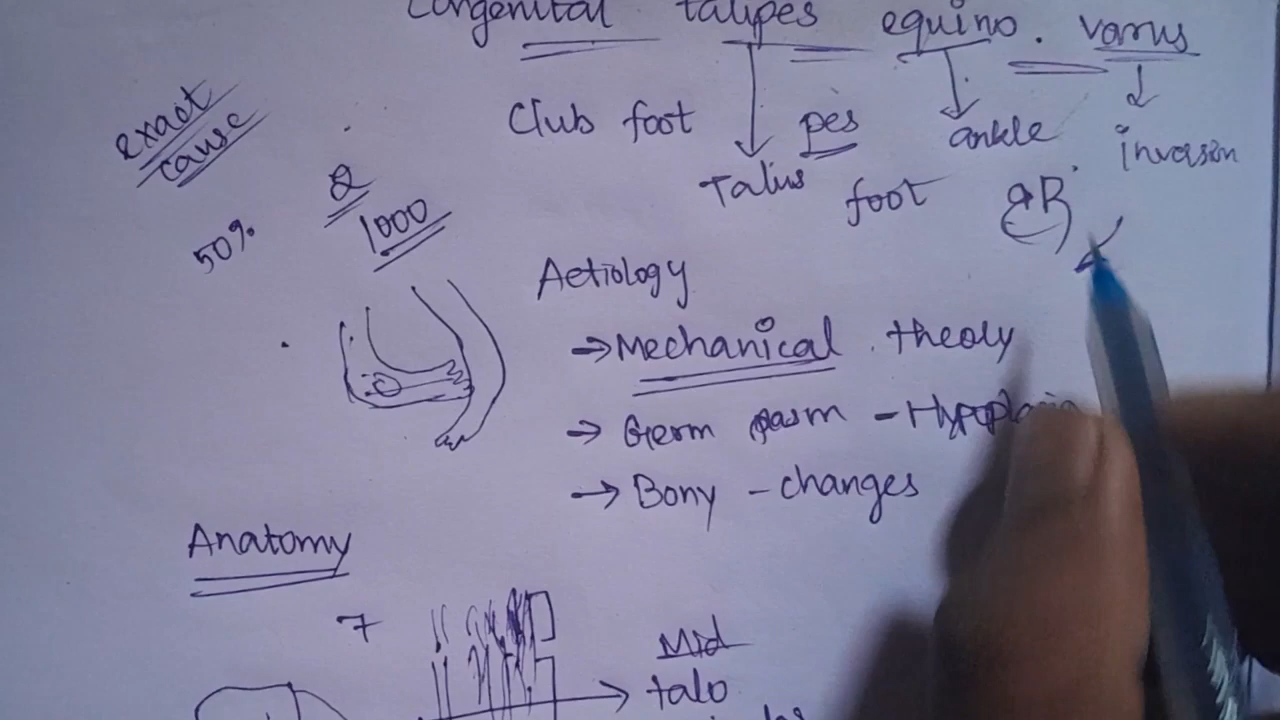 Congenital talipes equino. varus
exact
cause
Club foot
pes
ankle
inversion
Talus
foot
2
1000
50%
Aetiology
→ Mechanical theory
→ Germ plasm - Hypoplasia
→ Bony - changes
Anatomy
7
Mid
talo